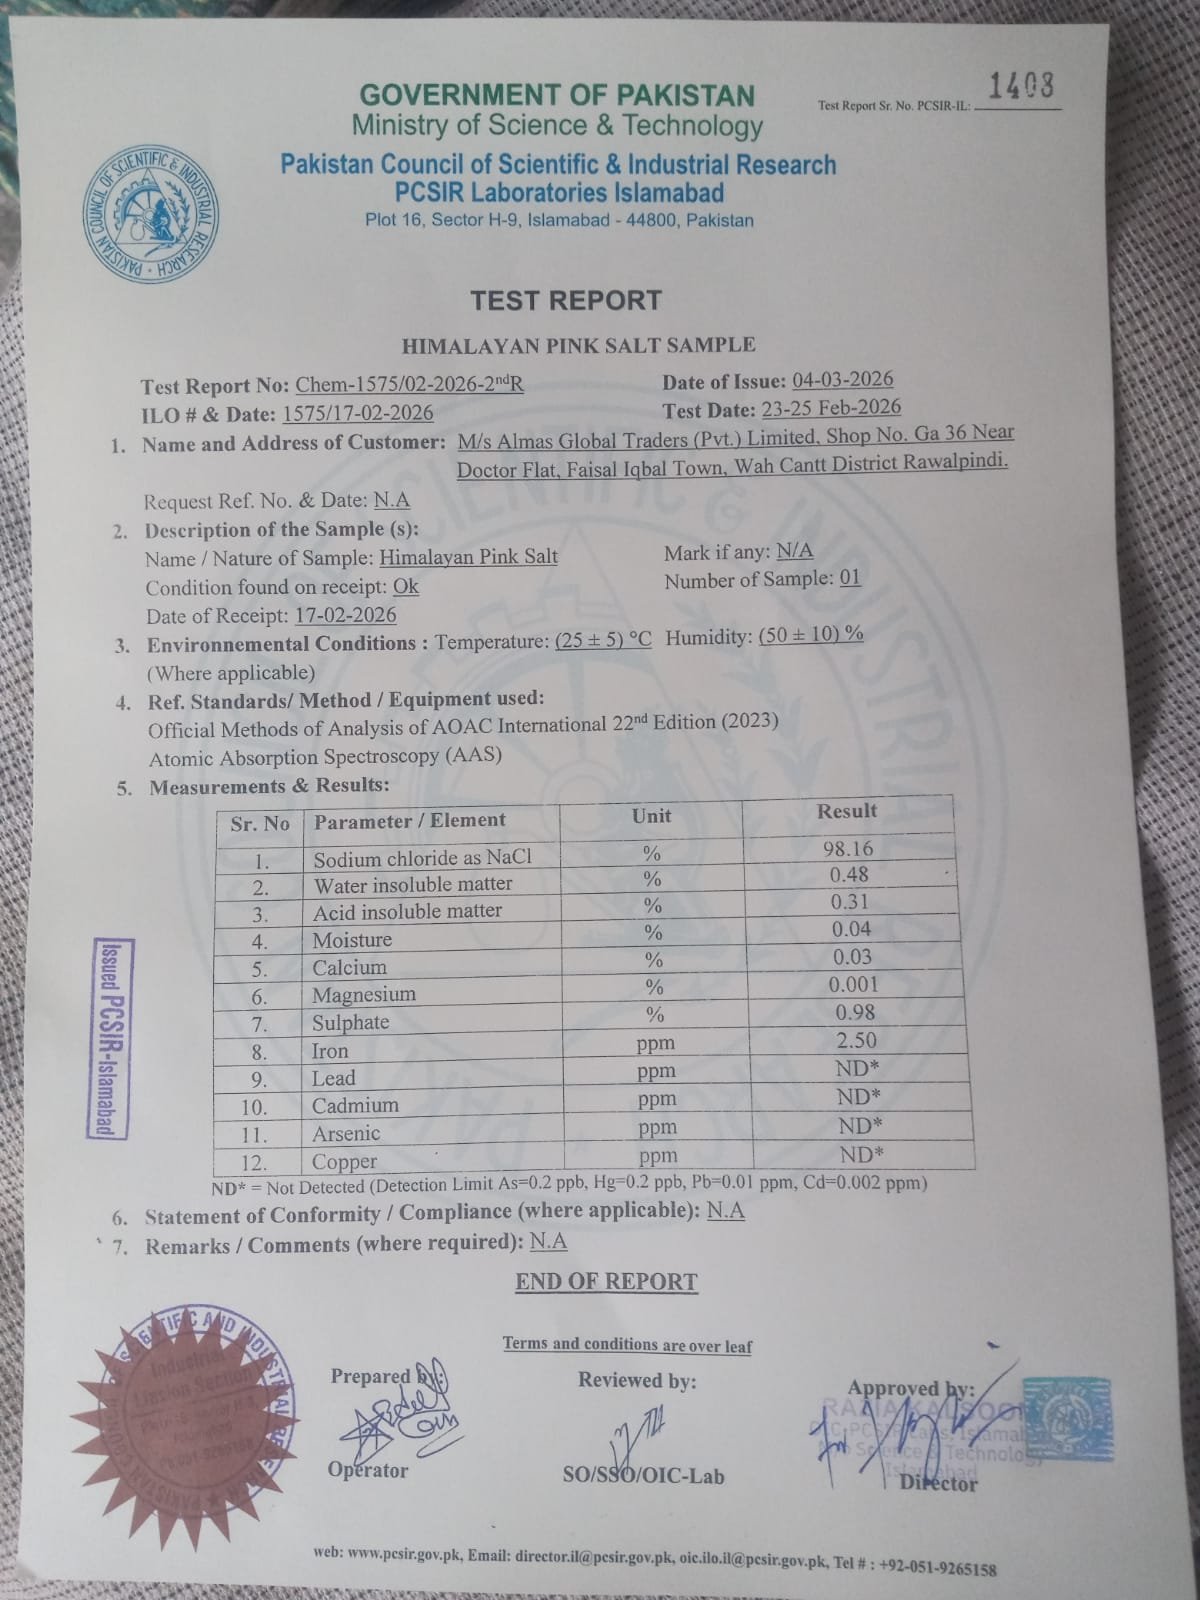 1408
Test Report Sr. No. PCSIR-IL:
GOVERNMENT OF PAKISTAN
Ministry of Science & Technology
Pakistan Council of Scientific & Industrial Research
PCSIR Laboratories Islamabad
Plot 16, Sector H-9, Islamabad - 44800, Pakistan
PAKISTAN COUNCIL OF SCIENTIFIC & INDUSTRIAL RESEARCH
TEST REPORT
HIMALAYAN PINK SALT SAMPLE
Test Report No: Chem-1575/02-2026-2ndR Date of Issue: 04-03-2026
ILO # & Date: 1575/17-02-2026 Test Date: 23-25 Feb-2026
1. Name and Address of Customer: M/s Almas Global Traders (Pvt.) Limited, Shop No. Ga 36 Near
Doctor Flat, Faisal Iqbal Town, Wah Cantt District Rawalpindi.
Request Ref. No. & Date: N.A
2. Description of the Sample (s):
Name / Nature of Sample: Himalayan Pink Salt Mark if any: N/A
Condition found on receipt: Ok Number of Sample: 01
Date of Receipt: 17-02-2026
3. Environnemental Conditions : Temperature: (25 ± 5) °C Humidity: (50 ± 10) %
(Where applicable)
4. Ref. Standards/ Method / Equipment used:
Official Methods of Analysis of AOAC International 22nd Edition (2023)
Atomic Absorption Spectroscopy (AAS)
5. Measurements & Results:
Sr. No Parameter / Element Unit Result
1. Sodium chloride as NaCl % 98.16
2. Water insoluble matter % 0.48
3. Acid insoluble matter % 0.31
4. Moisture % 0.04
5. Calcium % 0.03
6. Magnesium % 0.001
7. Sulphate % 0.98
8. Iron ppm 2.50
9. Lead ppm ND*
10. Cadmium ppm ND*
11. Arsenic ppm ND*
12. Copper ppm ND*
ND* = Not Detected (Detection Limit As=0.2 ppb, Hg=0.2 ppb, Pb=0.01 ppm, Cd=0.002 ppm)
Issued PCSIR-Islamabad
6. Statement of Conformity / Compliance (where applicable): N.A
7. Remarks / Comments (where required): N.A
END OF REPORT
Terms and conditions are over leaf
Prepared by: Reviewed by: Approved by:
Operator SO/SSO/OIC-Lab Director
Industrial
Liaison Section
web: www.pcsir.gov.pk, Email: director.il@pcsir.gov.pk, oic.ilo.il@pcsir.gov.pk, Tel # : +92-051-9265158